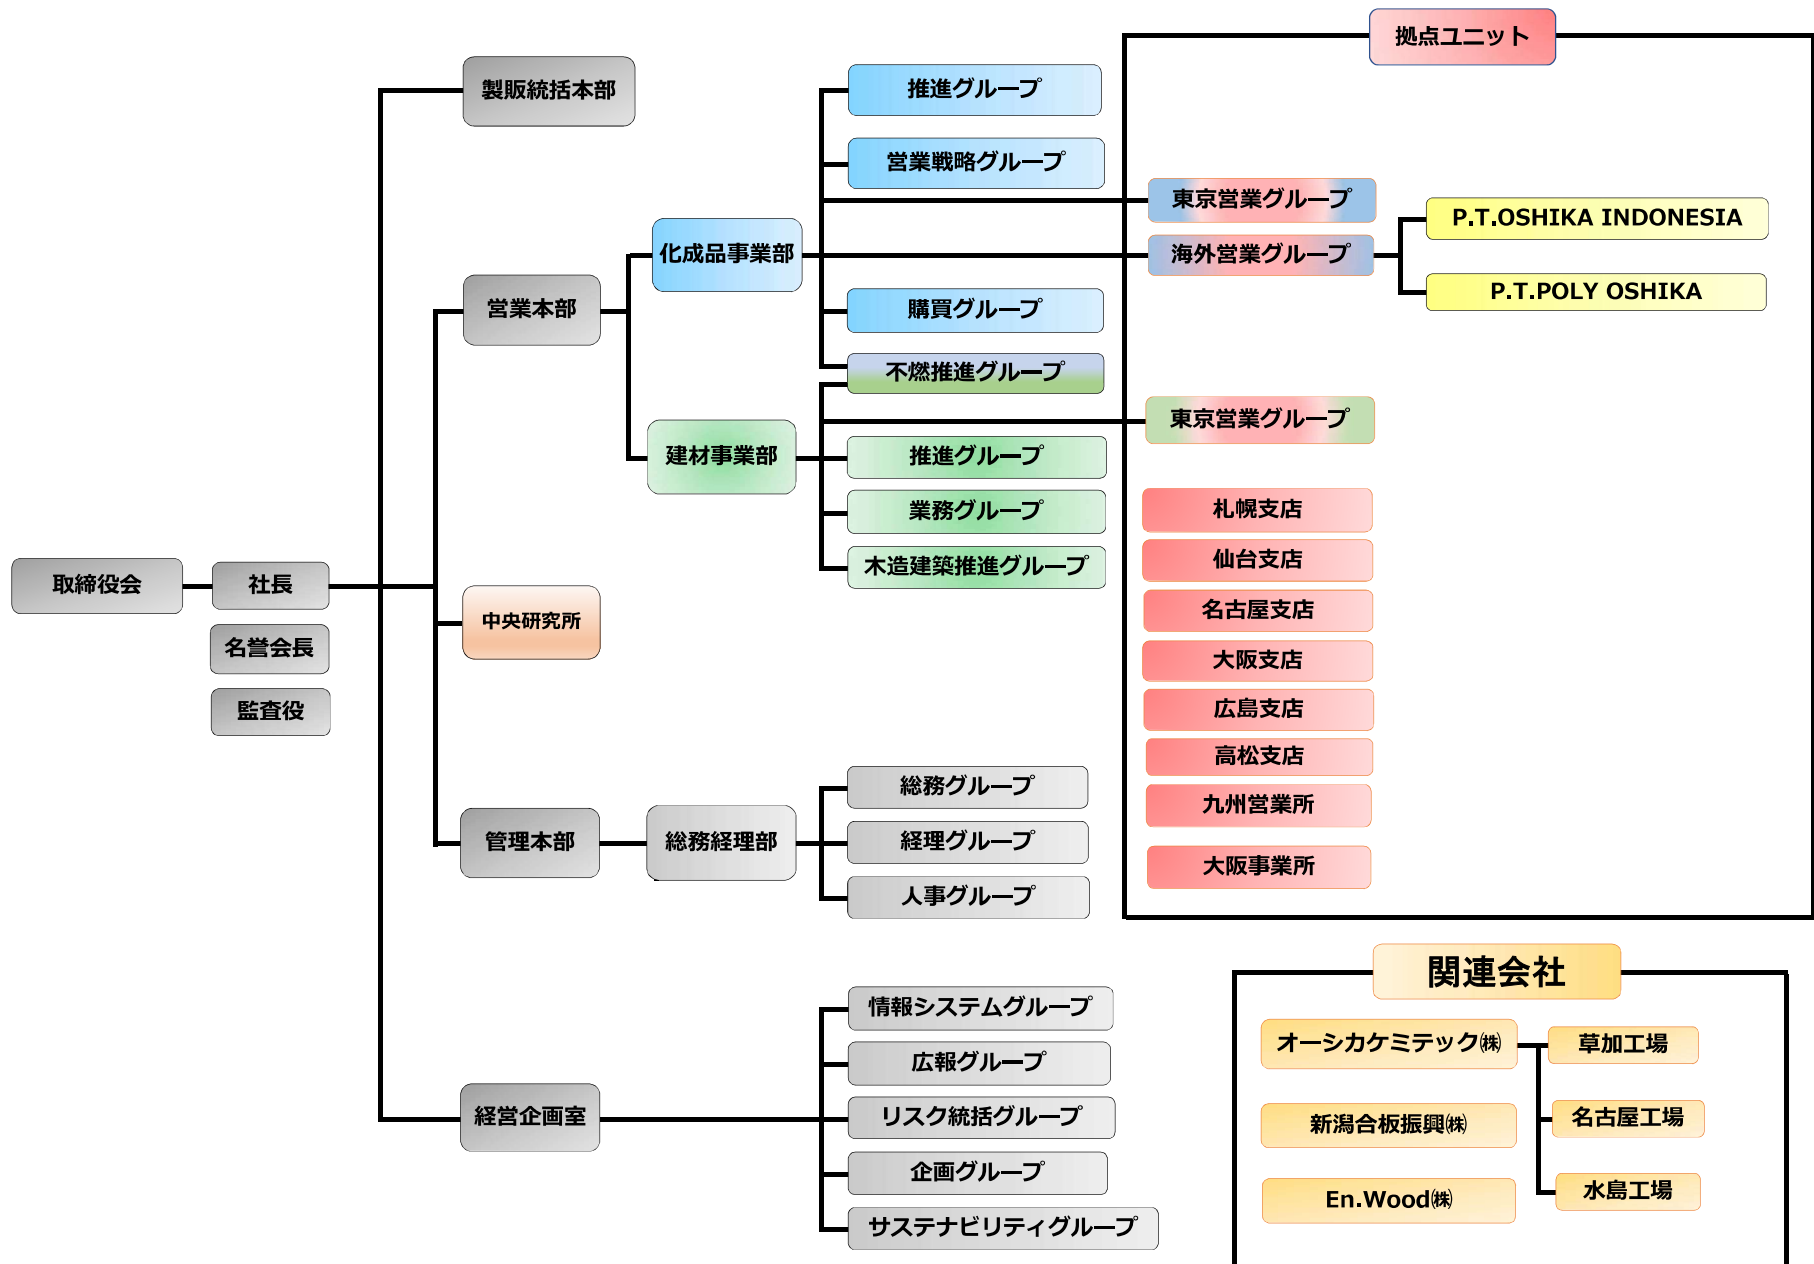 拠点ユニット
製販統括本部
推進グループ
営業戦略グループ
東京営業グループ
P.T.OSHIKA INDONESIA
化成品事業部
海外営業グループ
P.T.POLY OSHIKA
営業本部
購買グループ
不燃推進グループ
東京営業グループ
建材事業部
推進グループ
業務グループ
木造建築推進グループ
札幌支店
仙台支店
名古屋支店
大阪支店
広島支店
高松支店
九州営業所
大阪事業所
取締役会
社長
名誉会長
監査役
中央研究所
管理本部
総務経理部
総務グループ
経理グループ
人事グループ
経営企画室
情報システムグループ
広報グループ
リスク統括グループ
企画グループ
サステナビリティグループ
関連会社
オーシカケミテック㈱
草加工場
新潟合板振興㈱
名古屋工場
En.Wood㈱
水島工場